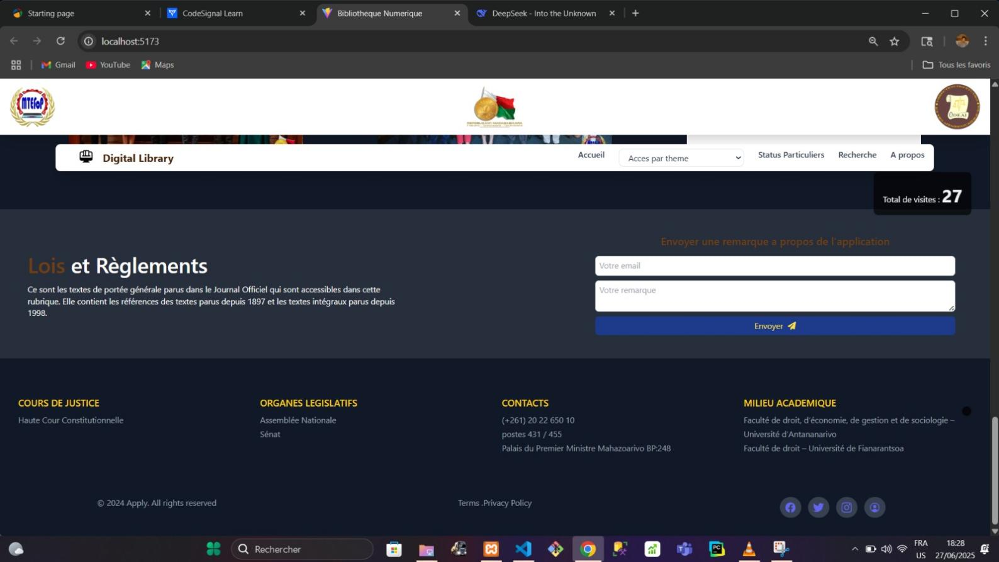 Starting page
CodeSignal Learn
Bibliotheque Numerique
DeepSeek - Into the Unknown
localhost:5173
Gmail
YouTube
Maps
Tous les favoris
MTEFoP
Digital Library
Accueil
Acces par theme
Status Particuliers
Recherche
A propos
Total de visites : 27
Lois et Règlements
Ce sont les textes de portée générale parus dans le Journal Officiel qui sont accessibles dans cette
rubrique. Elle contient les références des textes parus depuis 1897 et les textes intégraux parus depuis
1998.
Envoyer une remarque a propos de l'application
Votre email
Votre remarque
Envoyer
COURS DE JUSTICE
Haute Cour Constitutionnelle
ORGANES LEGISLATIFS
Assemblée Nationale
Sénat
CONTACTS
(+261) 20 22 650 10
postes 431 / 455
Palais du Premier Ministre Mahazoarivo BP:248
MILIEU ACADEMIQUE
Faculté de droit, d'économie, de gestion et de sociologie –
Université d'Antananarivo
Faculté de droit – Université de Fianarantsoa
© 2024 Apply. All rights reserved
Terms .Privacy Policy
Rechercher
FRA
US
18:28
27/06/2025